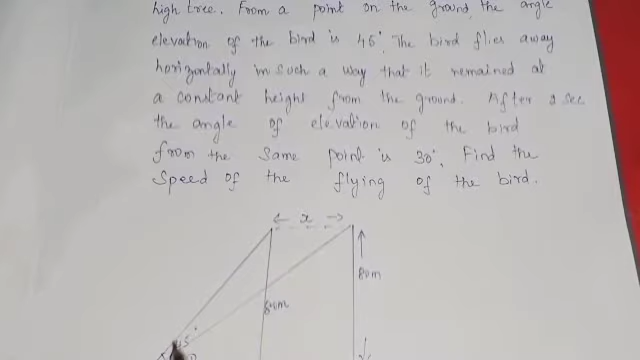 high tree. From a point on the ground, the angle
elevation of the bird is 45°. The bird flies away
horizontally in such a way that it remained at
a constant height from the ground. After 2 sec
the angle of elevation of the bird
from the same point is 30°. Find the
Speed of the flying of the bird.
x
80m
80m
45°